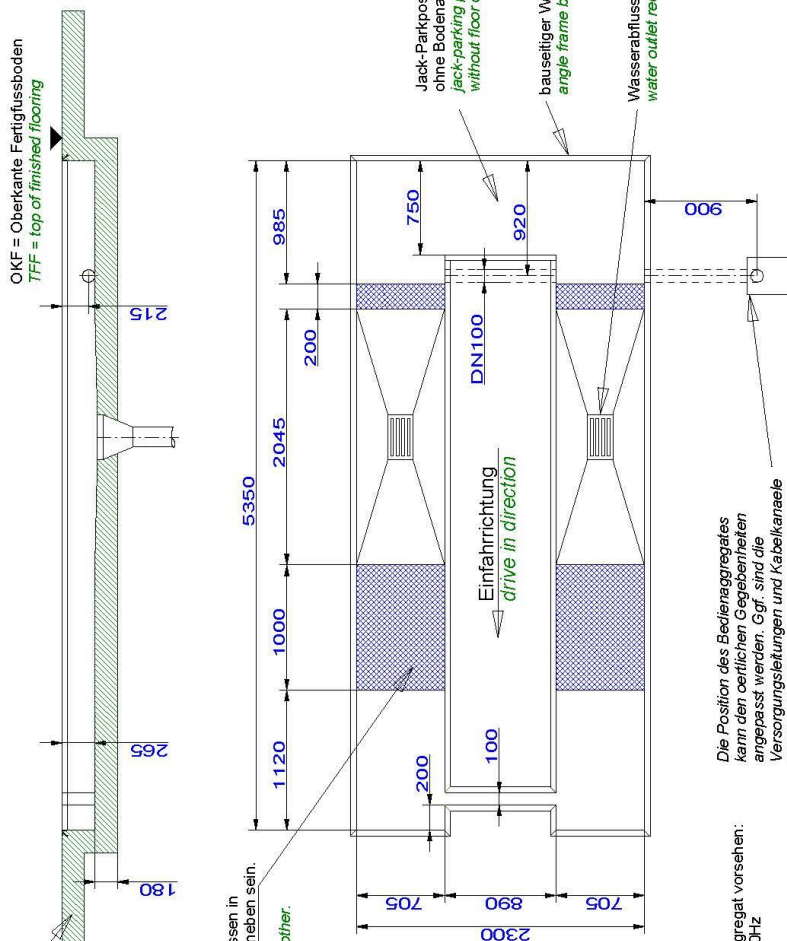 OKF = Oberkante Fertigfussboden
TFF = top of finished flooring
215
265
180
Jack-Parkpos
ohne Bodena
jack-parking
without floor
bauseitiger W
angle frame b
Wasserabfluss
water outlet rec
5350
985
200
2045
1000
1120
750
920
900
DN100
Einfahrrichtung
drive in direction
200
100
705
890
705
2300
ssen in
neben sein.
other.
Die Position des Bedienaggregates
kann den oertlichen Gegebenheiten
angepasst werden. Ggf. sind die
Versorgungsleitungen und Kabelkanaele
gregat vorsehen:
0Hz